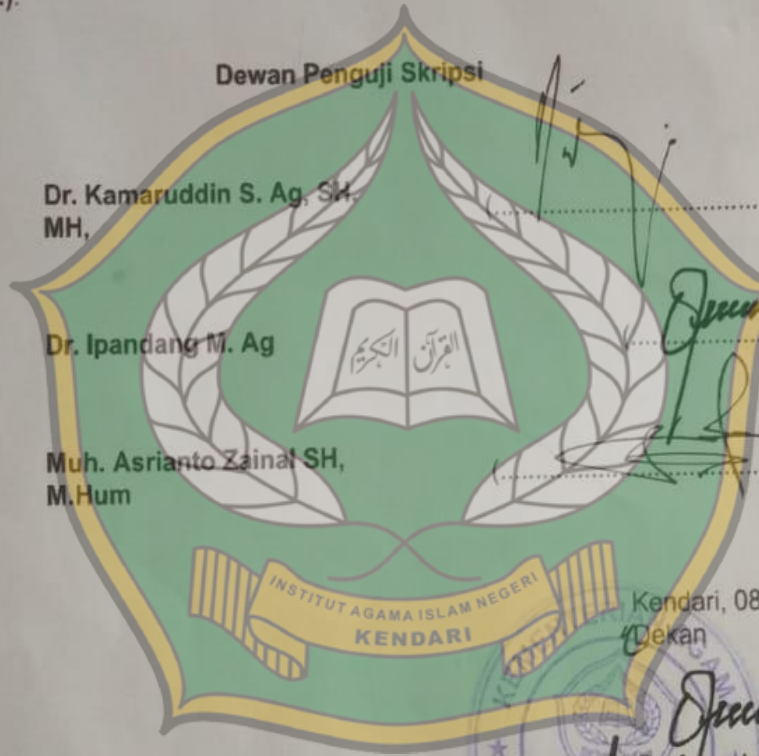 Dewan Penguji Skripsi
Dr. Kamaruddin S. Ag, SH,
MH,
Dr. Ipandang M. Ag
Muh. Asrianto Zainal SH,
M.Hum
القرآن الكريم
INSTITUT AGAMA ISLAM NEGERI
KENDARI
Kendari, 08
Dekan